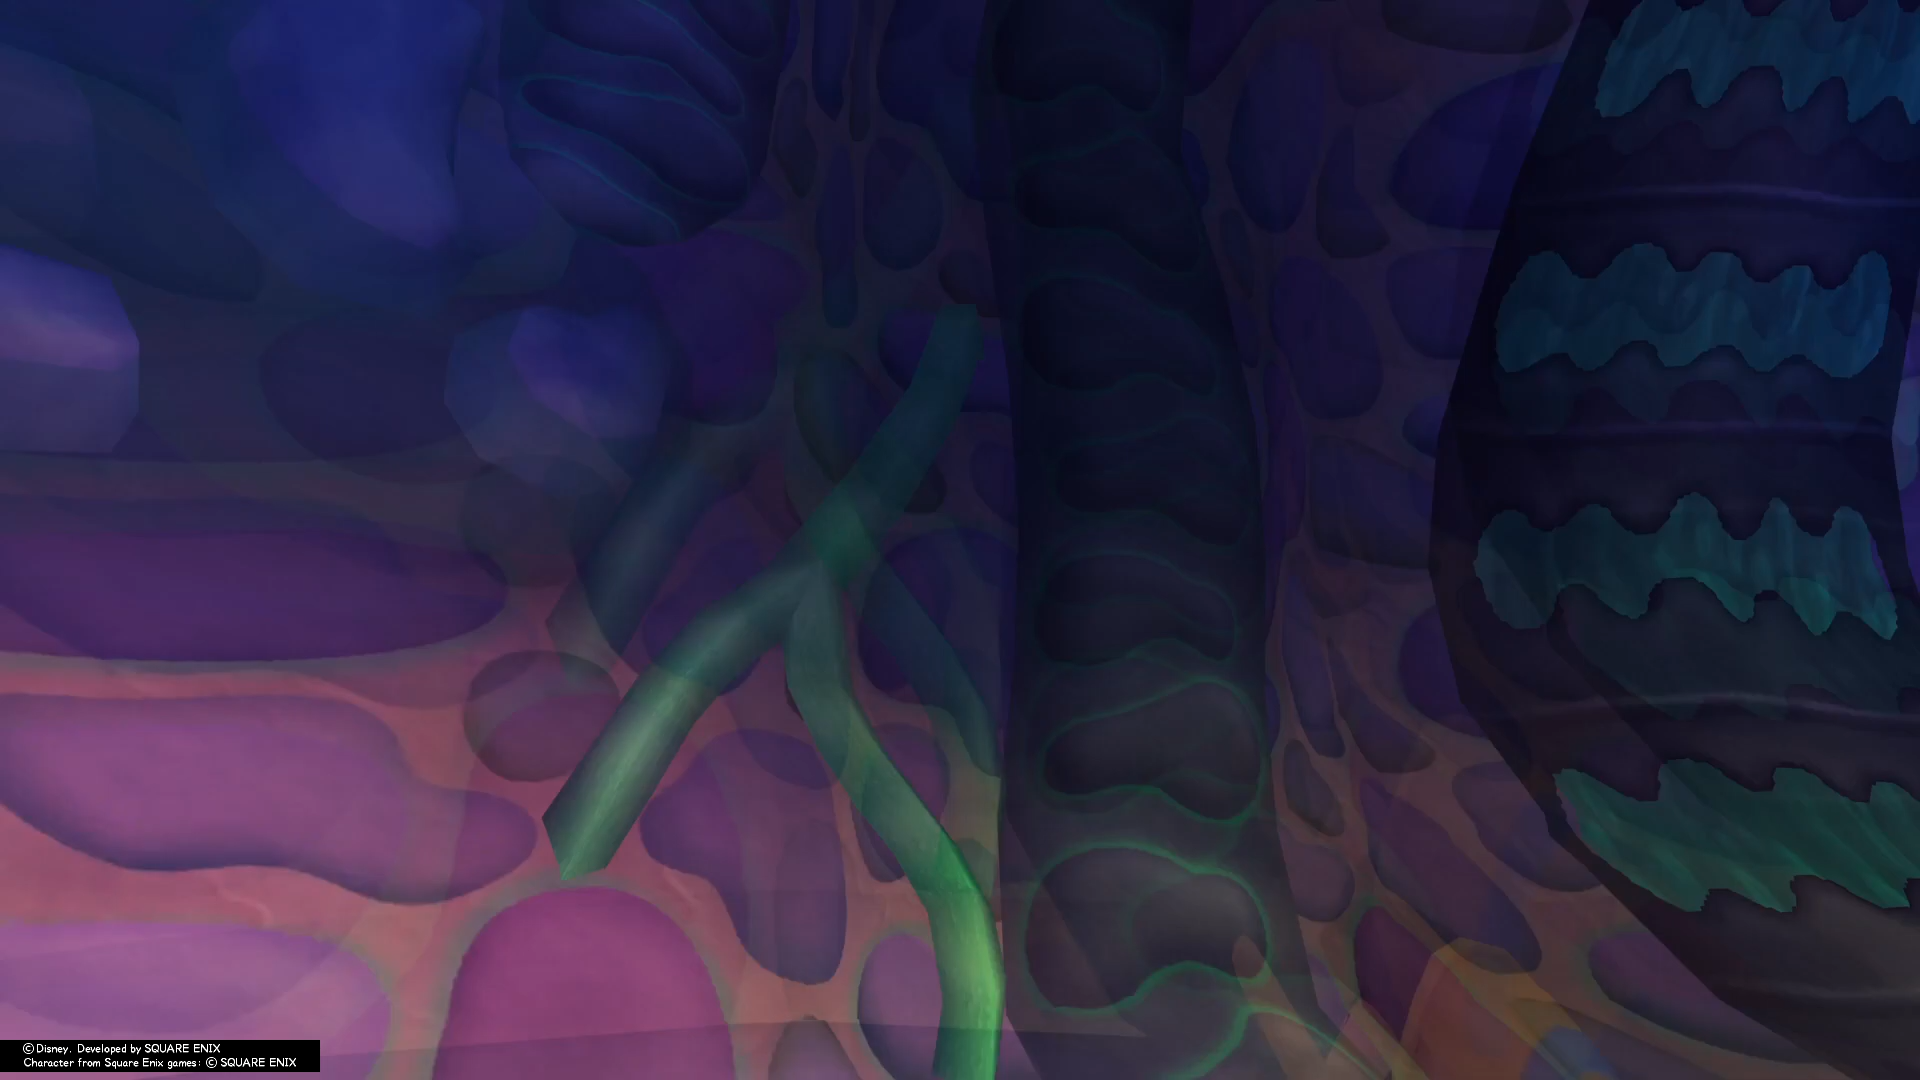 ©Disney. Developed by SQUARE ENIX
Character from Square Enix games: © SQUARE ENIX